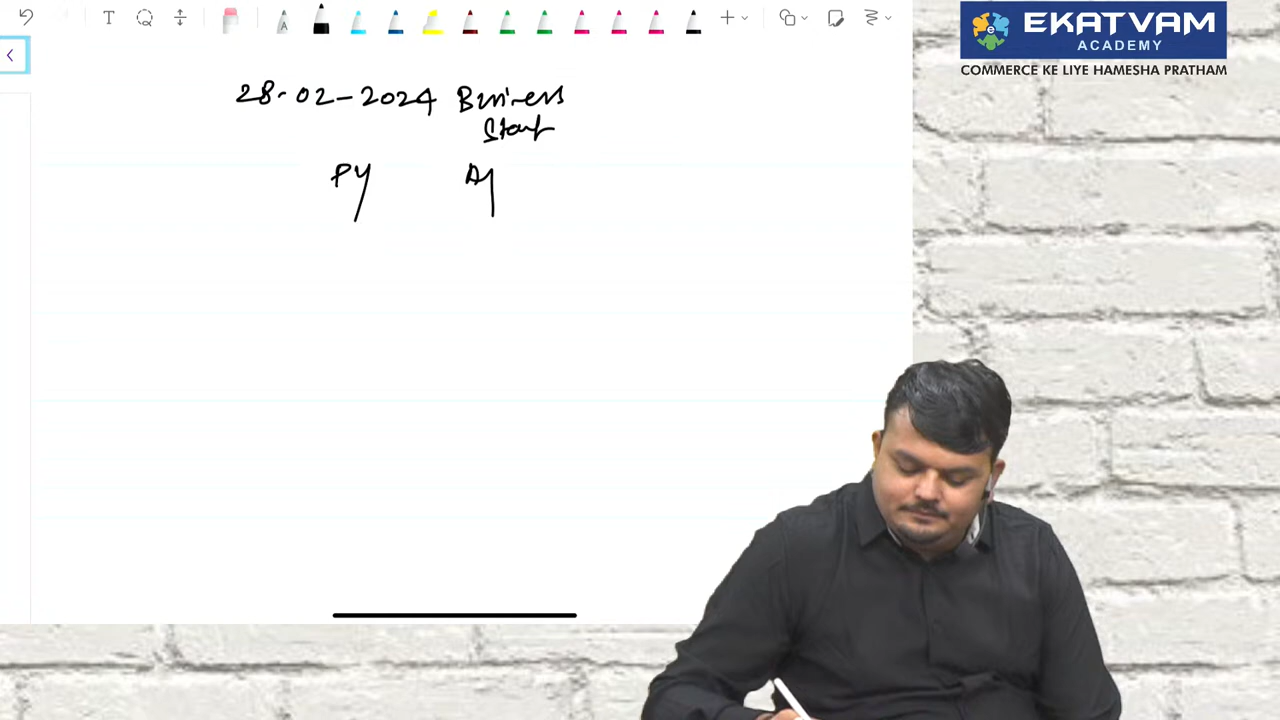 EKATVAM
ACADEMY
COMMERCE KE LIYE HAMESHA PRATHAM
28-02-2024 Business
Start
PY AY